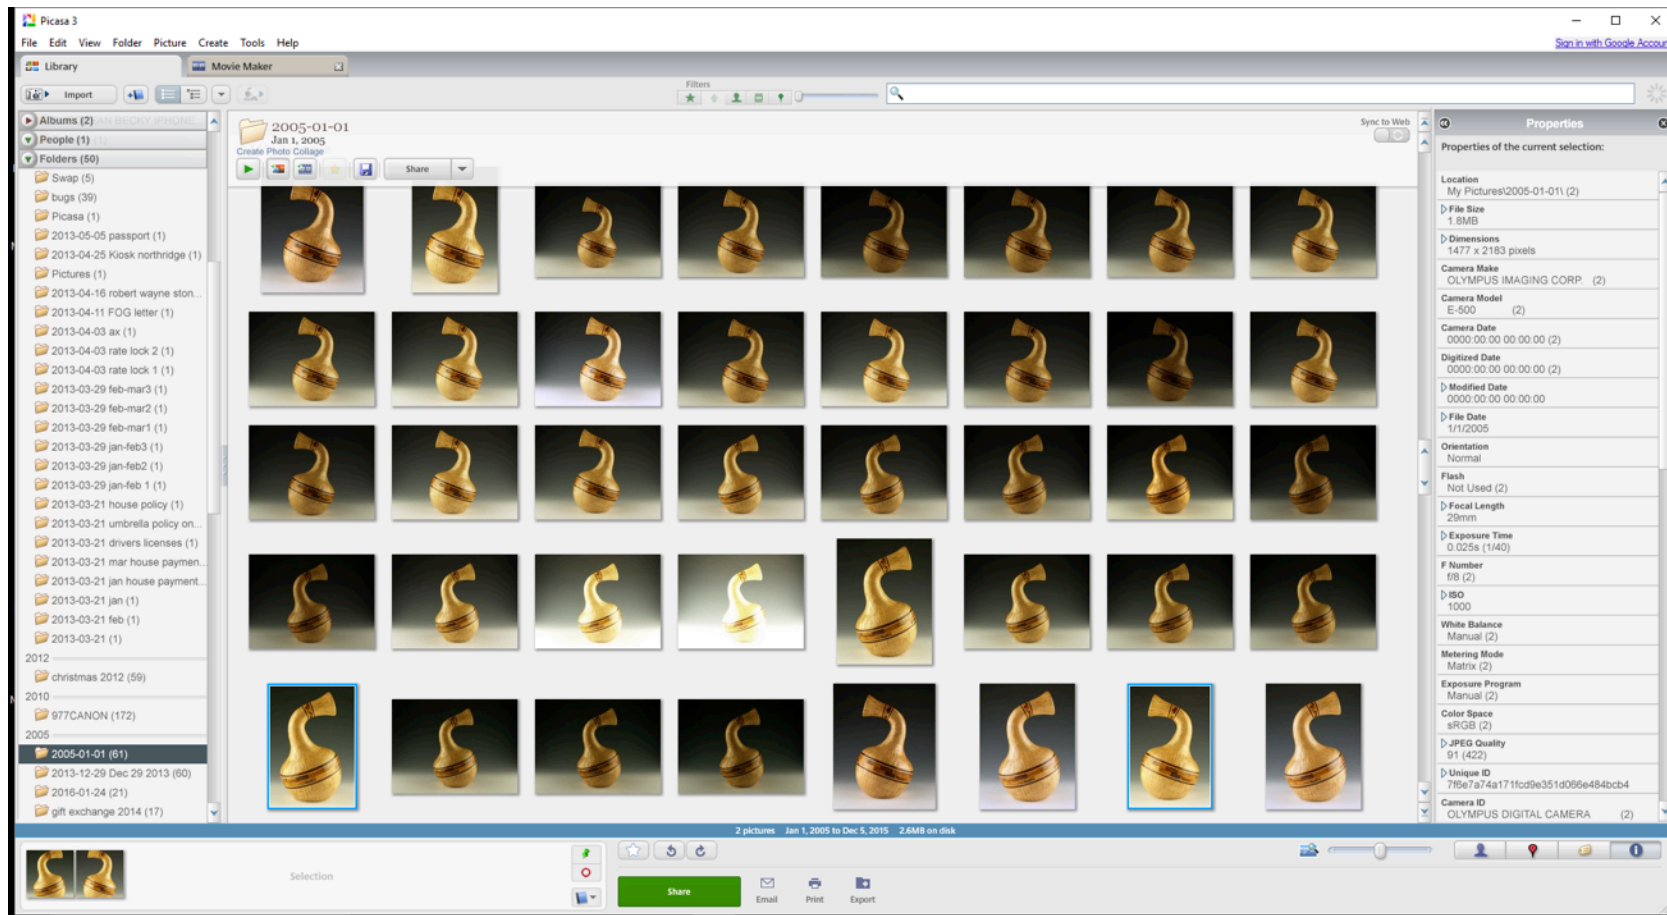 Picasa 3
File Edit View Folder Picture Create Tools Help
Sign in with Google Accour
Library
Movie Maker
Import
Filters
Albums (2)
People (1)
Folders (50)
Swap (5)
bugs (39)
Picasa (1)
2013-05-05 passport (1)
2013-04-25 Kiosk northridge (1)
Pictures (1)
2013-04-16 robert wayne ston...
2013-04-11 FOG letter (1)
2013-04-03 ax (1)
2013-04-03 rate lock 2 (1)
2013-04-03 rate lock 1 (1)
2013-03-29 feb-mar3 (1)
2013-03-29 feb-mar2 (1)
2013-03-29 feb-mar1 (1)
2013-03-29 jan-feb3 (1)
2013-03-29 jan-feb2 (1)
2013-03-29 jan-feb 1 (1)
2013-03-21 house policy (1)
2013-03-21 umbrella policy on...
2013-03-21 drivers licenses (1)
2013-03-21 mar house paymen...
2013-03-21 jan house payment...
2013-03-21 jan (1)
2013-03-21 feb (1)
2013-03-21 (1)
2012
christmas 2012 (59)
2010
977CANON (172)
2005
2005-01-01 (61)
2013-12-29 Dec 29 2013 (60)
2016-01-24 (21)
gift exchange 2014 (17)
2005-01-01
Jan 1, 2005
Create Photo Collage
Share
Sync to Web
Properties
Properties of the current selection:
Location
My Pictures\2005-01-01\ (2)
File Size
1.8MB
Dimensions
1477 x 2183 pixels
Camera Make
OLYMPUS IMAGING CORP. (2)
Camera Model
E-500 (2)
Camera Date
0000:00:00 00:00:00 (2)
Digitized Date
0000:00:00 00:00:00 (2)
Modified Date
0000:00:00 00:00:00
File Date
1/1/2005
Orientation
Normal
Flash
Not Used (2)
Focal Length
29mm
Exposure Time
0.025s (1/40)
F Number
f/8 (2)
ISO
1000
White Balance
Manual (2)
Metering Mode
Matrix (2)
Exposure Program
Manual (2)
Color Space
sRGB (2)
JPEG Quality
91 (422)
Unique ID
7f6e7a74a171fcd9e351d066e484bcb4
Camera ID
OLYMPUS DIGITAL CAMERA (2)
2 pictures Jan 1, 2005 to Dec 5, 2015 2.6MB on disk
Selection
Share
Email
Print
Export